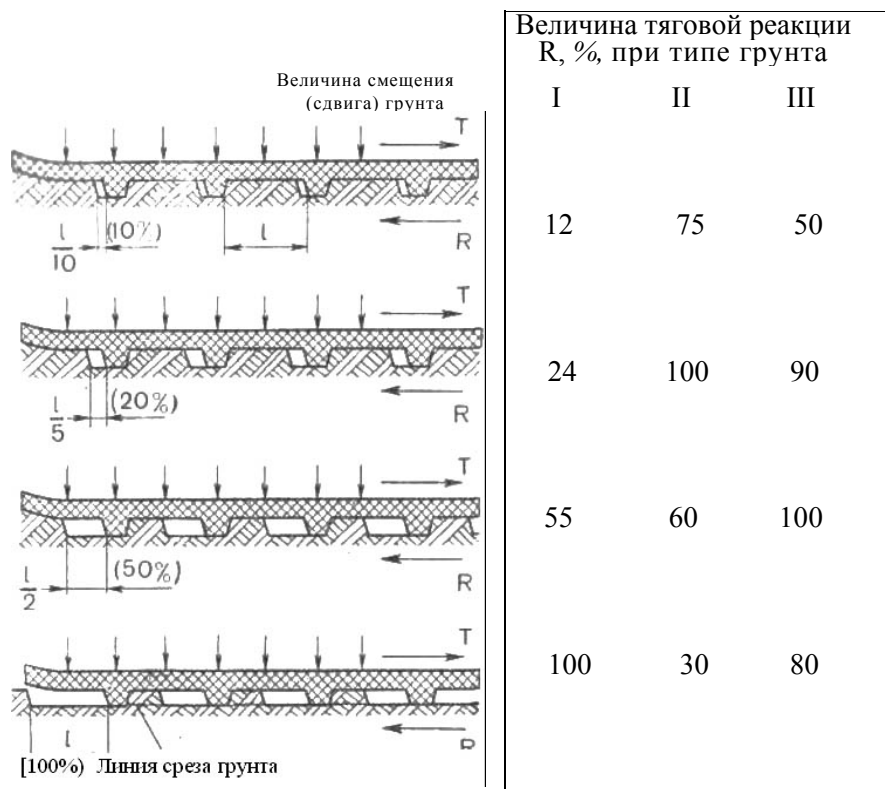 Величина тяговой реакции
R, %, при типе грунта
Величина смещения
(сдвига) грунта
I II III
T
l/10 (10%) l R
12 75 50
T
l/5 (20%) R
24 100 90
T
l/2 (50%) R
55 60 100
T
l R
100 30 80
[100%) Линия среза грунта